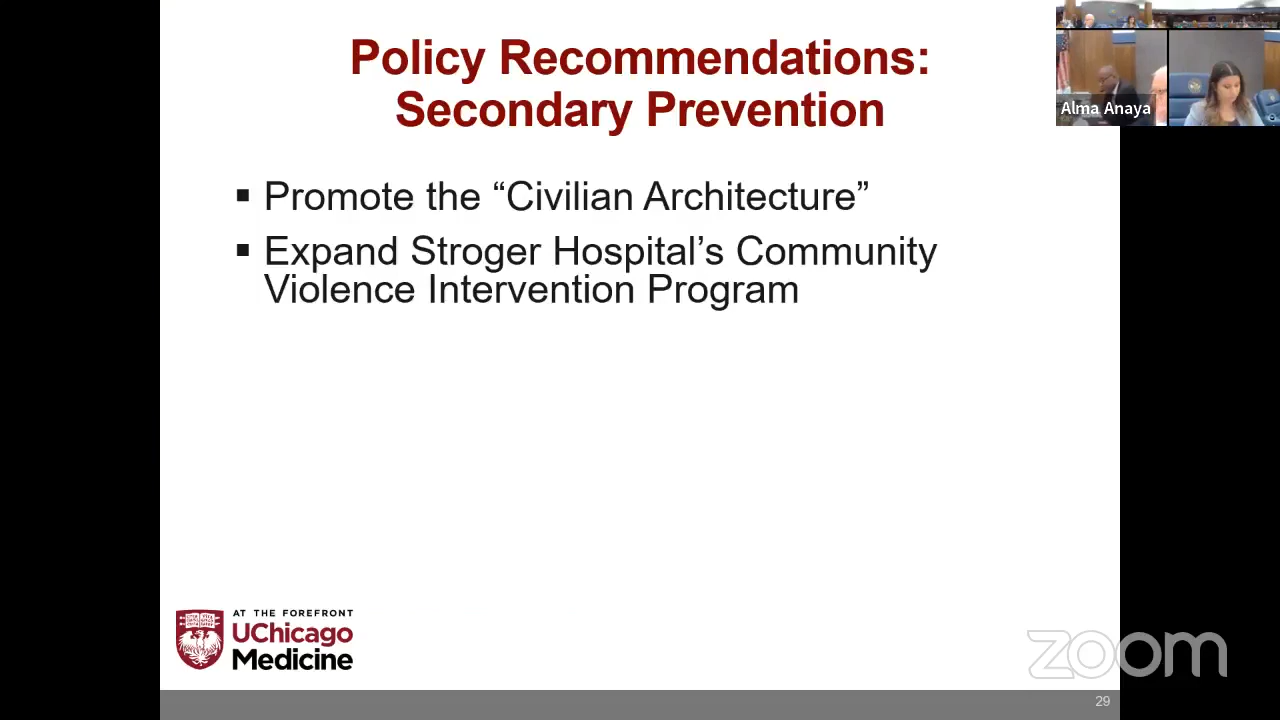 Policy Recommendations:
Secondary Prevention
Alma Anaya
▪ Promote the “Civilian Architecture”
▪ Expand Stroger Hospital’s Community
Violence Intervention Program
AT THE FOREFRONT
UChicago
Medicine
zoom
29